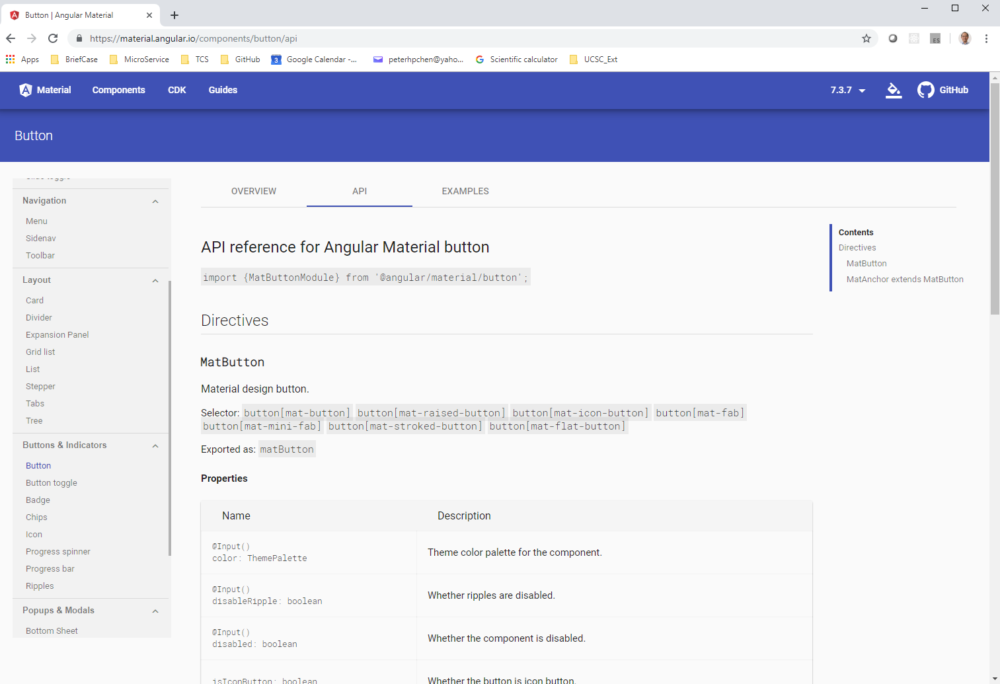 Button | Angular Material
https://material.angular.io/components/button/api
Apps BriefCase MicroService TCS GitHub 3 Google Calendar -... peterhpchen@yaho... Scientific calculator UCSC_Ext
ES
Material Components CDK Guides 7.3.7 GitHub
Button
Slide toggle
Navigation
Menu
Sidenav
Toolbar
Layout
Card
Divider
Expansion Panel
Grid list
List
Stepper
Tabs
Tree
Buttons & Indicators
Button
Button toggle
Badge
Chips
Icon
Progress spinner
Progress bar
Ripples
Popups & Modals
Bottom Sheet
OVERVIEW API EXAMPLES
API reference for Angular Material button
import {MatButtonModule} from '@angular/material/button';
Directives
MatButton
Material design button.
Selector: button[mat-button] button[mat-raised-button] button[mat-icon-button] button[mat-fab]
button[mat-mini-fab] button[mat-stroked-button] button[mat-flat-button]
Exported as: matButton
Properties
Name Description
@Input()
color: ThemePalette
Theme color palette for the component.
@Input()
disableRipple: boolean
Whether ripples are disabled.
@Input()
disabled: boolean
Whether the component is disabled.
isIconButton: boolean
Whether the button is icon button.
Contents
Directives
MatButton
MatAnchor extends MatButton